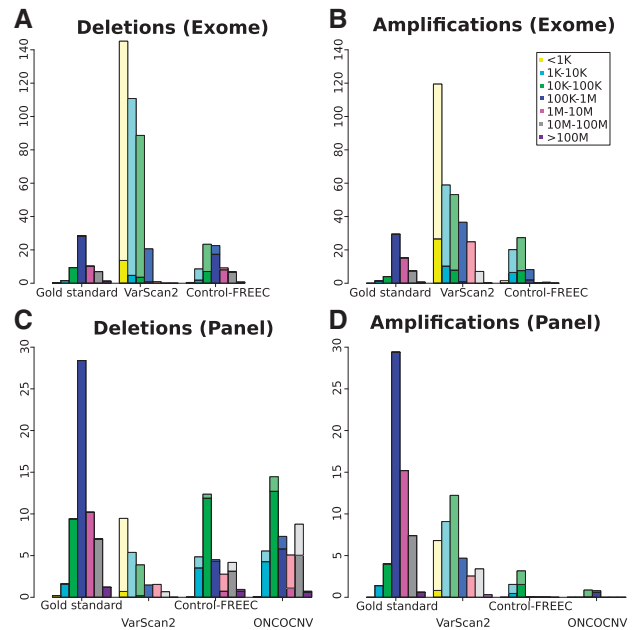 A
Deletions (Exome)
140
120
100
80
60
40
20
0
Gold standard
VarScan2
Control-FREEC
B
Amplifications (Exome)
140
120
100
80
60
40
20
0
<1K
1K-10K
10K-100K
100K-1M
1M-10M
10M-100M
>100M
Gold standard
VarScan2
Control-FREEC
C
Deletions (Panel)
30
25
20
15
10
5
0
Gold standard
VarScan2
Control-FREEC
ONCOCNV
D
Amplifications (Panel)
30
25
20
15
10
5
0
Gold standard
VarScan2
Control-FREEC
ONCOCNV